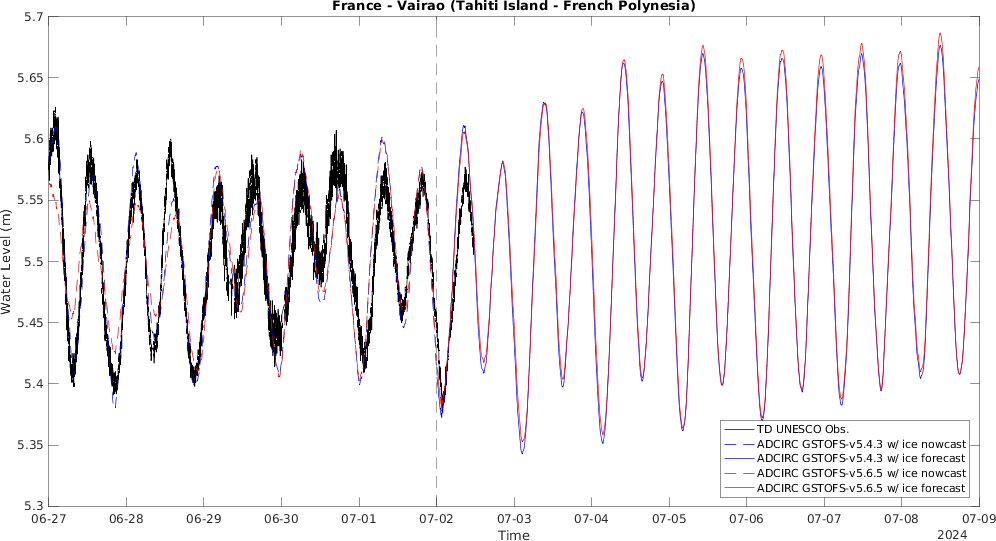 France - Vairao (Tahiti Island - French Polynesia)
5.7
5.65
5.6
5.55
5.5
5.45
5.4
5.35
5.3
Water Level (m)
TD UNESCO Obs.
ADCIRC GSTOFS-v5.4.3 w/ ice nowcast
ADCIRC GSTOFS-v5.4.3 w/ ice forecast
ADCIRC GSTOFS-v5.6.5 w/ ice nowcast
ADCIRC GSTOFS-v5.6.5 w/ ice forecast
06-27 06-28 06-29 06-30 07-01 07-02 07-03 07-04 07-05 07-06 07-07 07-08 07-09
Time
2024